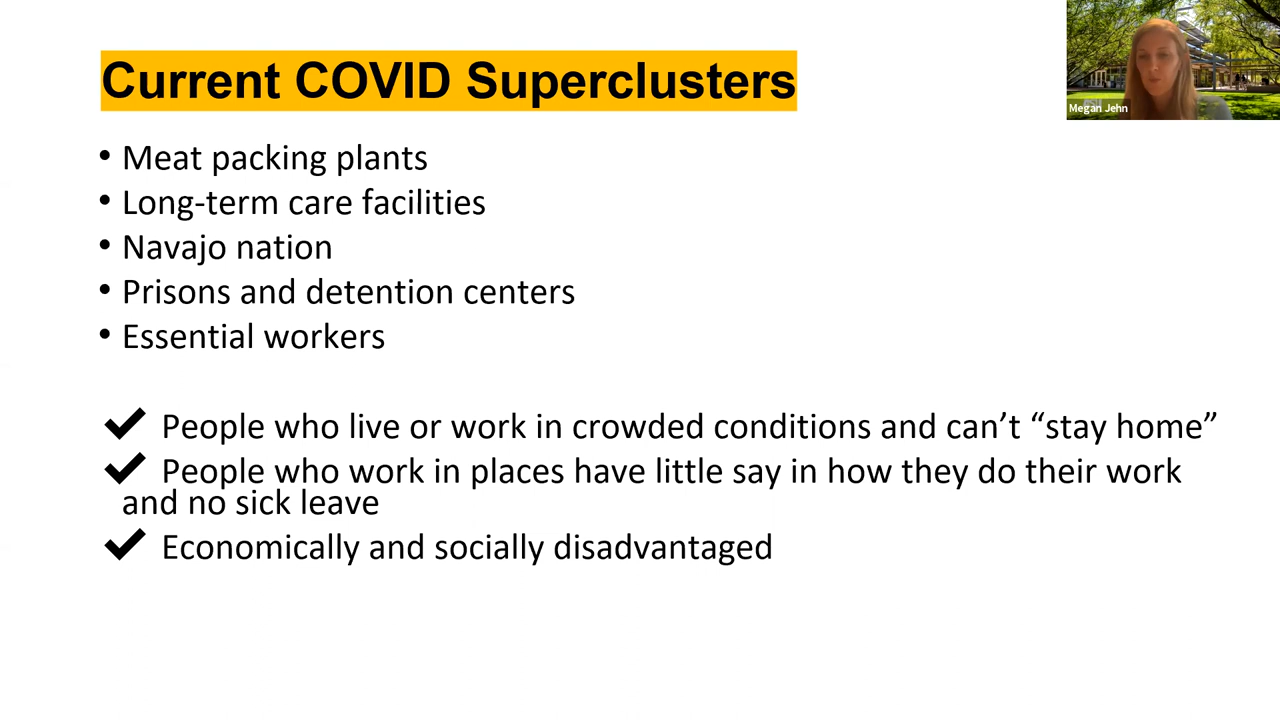 Current COVID Superclusters
Megan Jehn
• Meat packing plants
• Long-term care facilities
• Navajo nation
• Prisons and detention centers
• Essential workers
✔ People who live or work in crowded conditions and can’t “stay home”
✔ People who work in places have little say in how they do their work
and no sick leave
✔ Economically and socially disadvantaged